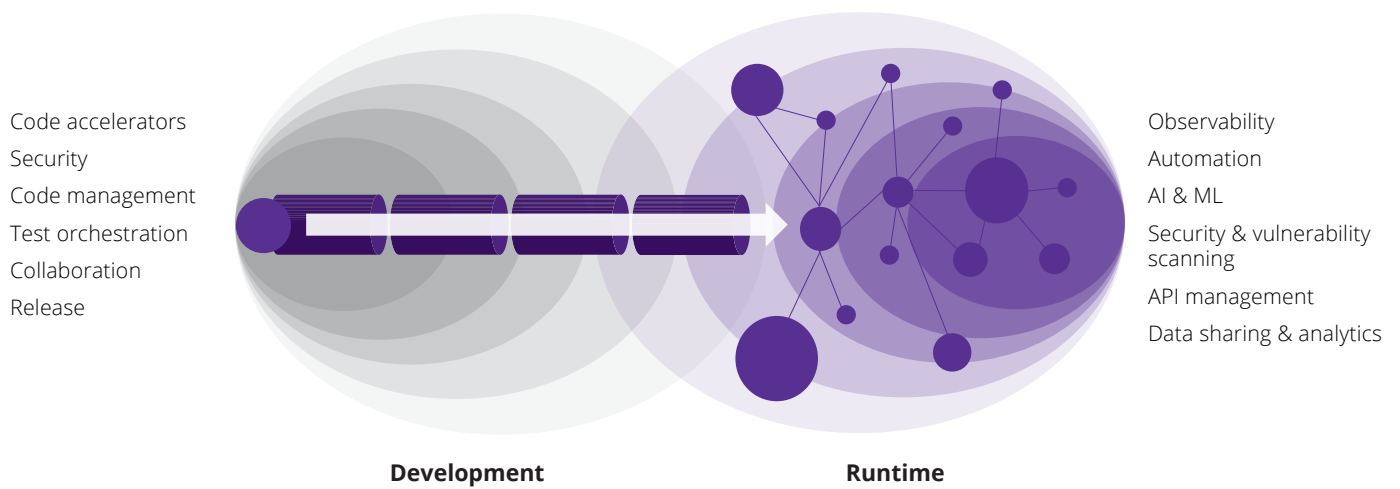 Code accelerators
Security
Code management
Test orchestration
Collaboration
Release
Observability
Automation
AI & ML
Security & vulnerability
scanning
API management
Data sharing & analytics
Development
Runtime